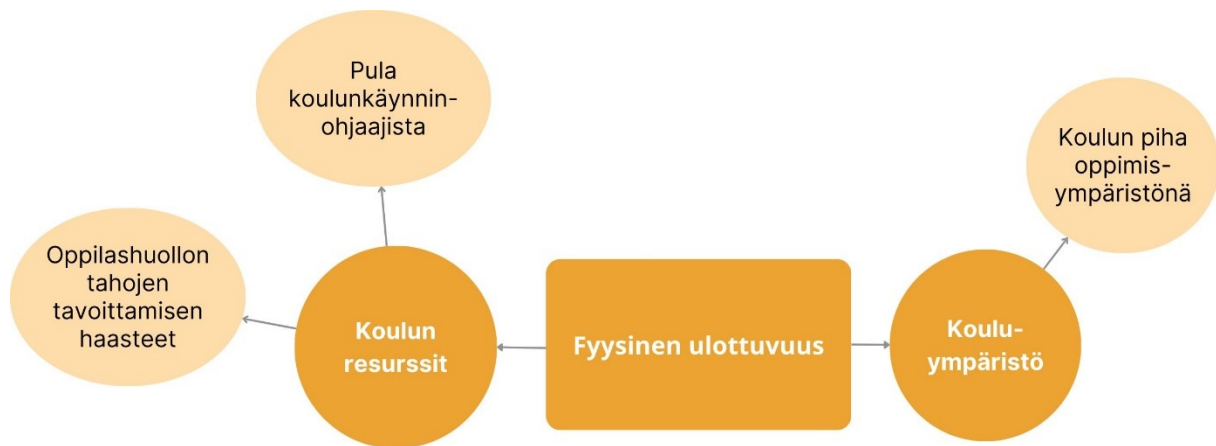 Pula
koulunkäynnin-
ohjaajista
Koulun piha
oppimis-
ympäristönä
Oppilashuollon
tahojen
tavoittamisen
haasteet
Koulun
resurssit
Fyysinen ulottuvuus
Koulu-
ympäristö